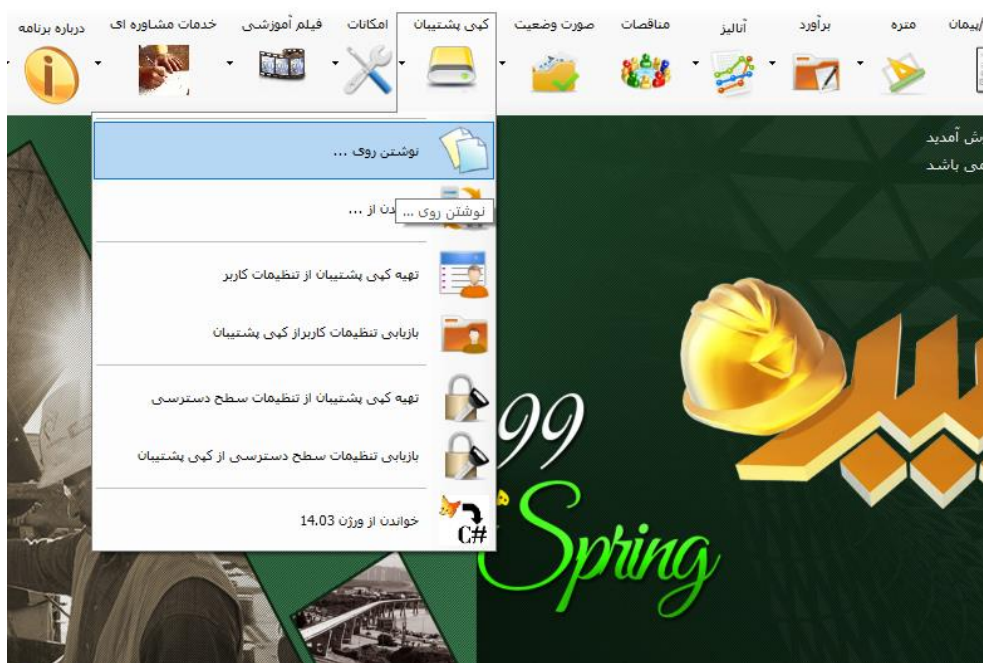 /پیمان متره برآورد آنالیز مناقصات صورت وضعیت کپی پشتیبان امکانات فیلم آموزشی خدمات مشاوره ای درباره برنامه
نوشتن روی ...
دن از ...
نوشتن روی ...
تهیه کپی پشتیبان از تنظیمات کاربر
بازیابی تنظیمات کاربراز کپی پشتیبان
تهیه کپی پشتیبان از تنظیمات سطح دسترسی
بازیابی تنظیمات سطح دسترسی از کپی پشتیبان
خواندن از ورژن 14.03
C#
ش آمدید
می باشد
99
Spring